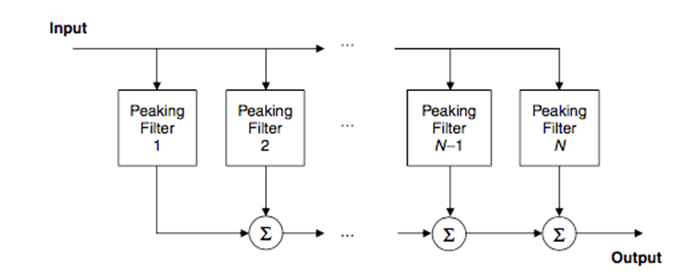 Input
...
Peaking
Filter
1
Peaking
Filter
2
...
Peaking
Filter
N–1
Peaking
Filter
N
Σ
...
Σ
Σ
Output